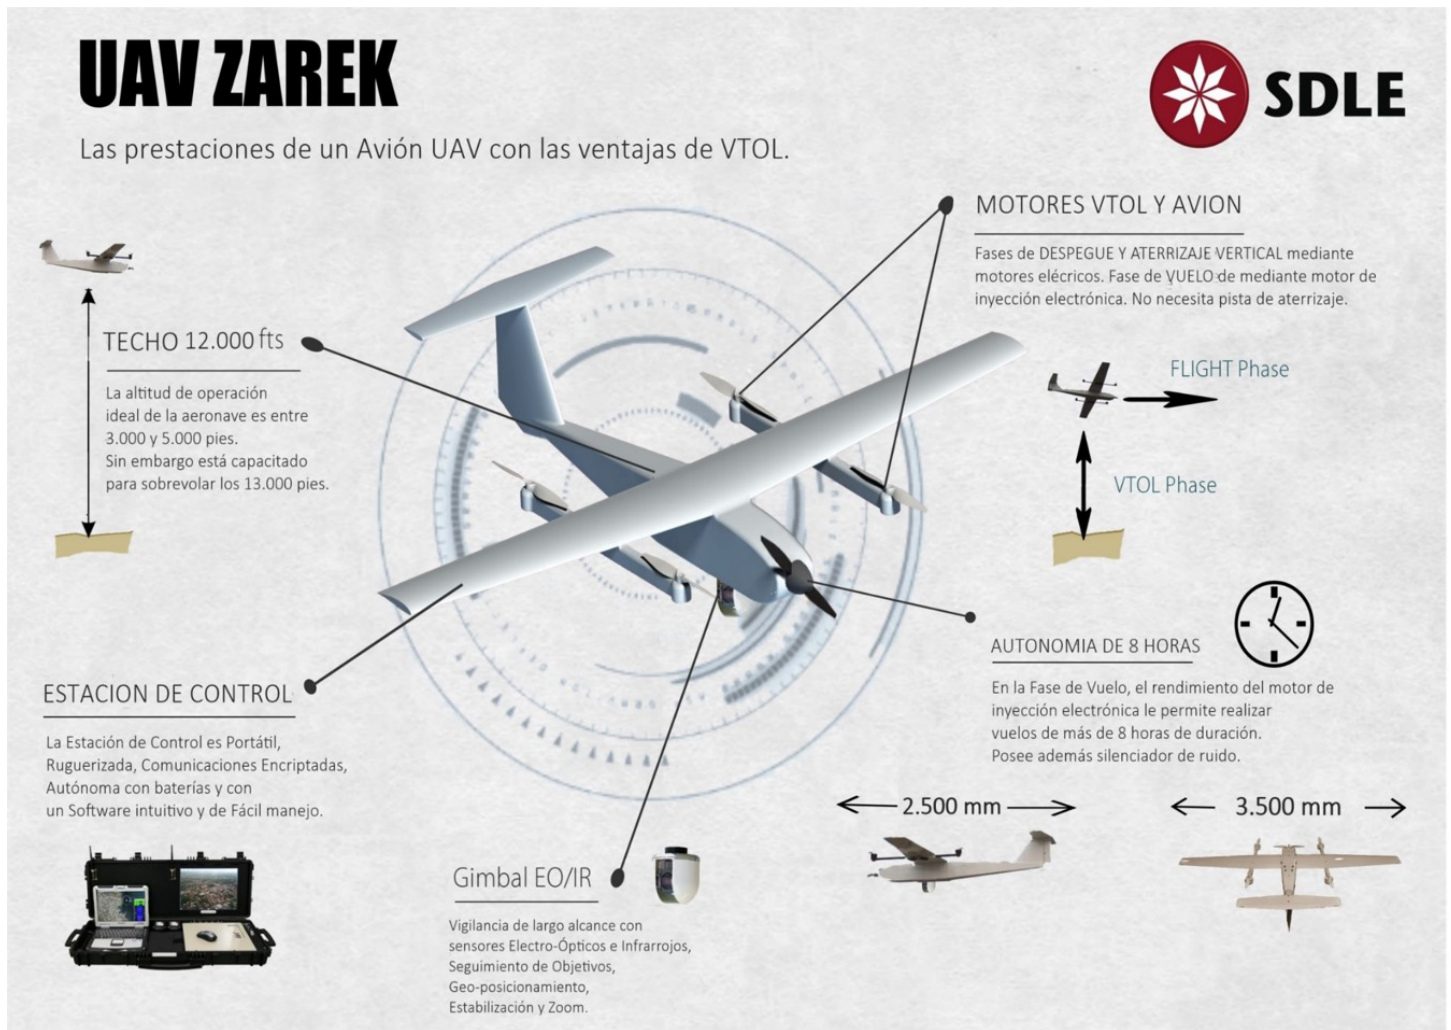 UAV ZAREK
SDLE
Las prestaciones de un Avión UAV con las ventajas de VTOL.
MOTORES VTOL Y AVION
Fases de DESPEGUE Y ATERRIZAJE VERTICAL mediante
motores elécricos. Fase de VUELO de mediante motor de
inyección electrónica. No necesita pista de aterrizaje.
TECHO 12.000 fts
La altitud de operación
ideal de la aeronave es entre
3.000 y 5.000 pies.
Sin embargo está capacitado
para sobrevolar los 13.000 pies.
FLIGHT Phase
VTOL Phase
AUTONOMIA DE 8 HORAS
En la Fase de Vuelo, el rendimiento del motor de
inyección electrónica le permite realizar
vuelos de más de 8 horas de duración.
Posee además silenciador de ruido.
ESTACION DE CONTROL
La Estación de Control es Portátil,
Ruguerizada, Comunicaciones Encriptadas,
Autónoma con baterías y con
un Software intuitivo y de Fácil manejo.
2.500 mm
3.500 mm
Gimbal EO/IR
Vigilancia de largo alcance con
sensores Electro-Ópticos e Infrarrojos,
Seguimiento de Objetivos,
Geo-posicionamiento,
Estabilización y Zoom.